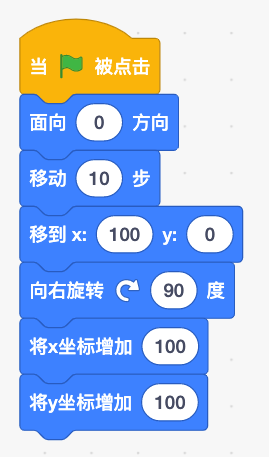 当 被点击
面向 0 方向
移动 10 步
移到 x: 100 y: 0
向右旋转 90 度
将x坐标增加 100
将y坐标增加 100